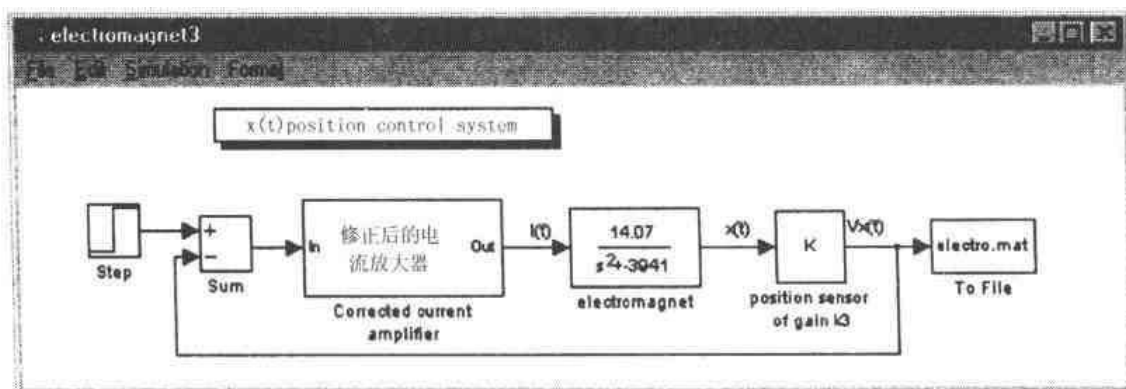 electromagnet3
File Edit Simulation Format
x(t)position control system
Step
+
−
Sum
In
修正后的电
流放大器
Out
Corrected current
amplifier
I(t)
14.07
s²+-3941
electromagnet
x(t)
K
position sensor
of gain k3
Vx(t)
electro.mat
To File